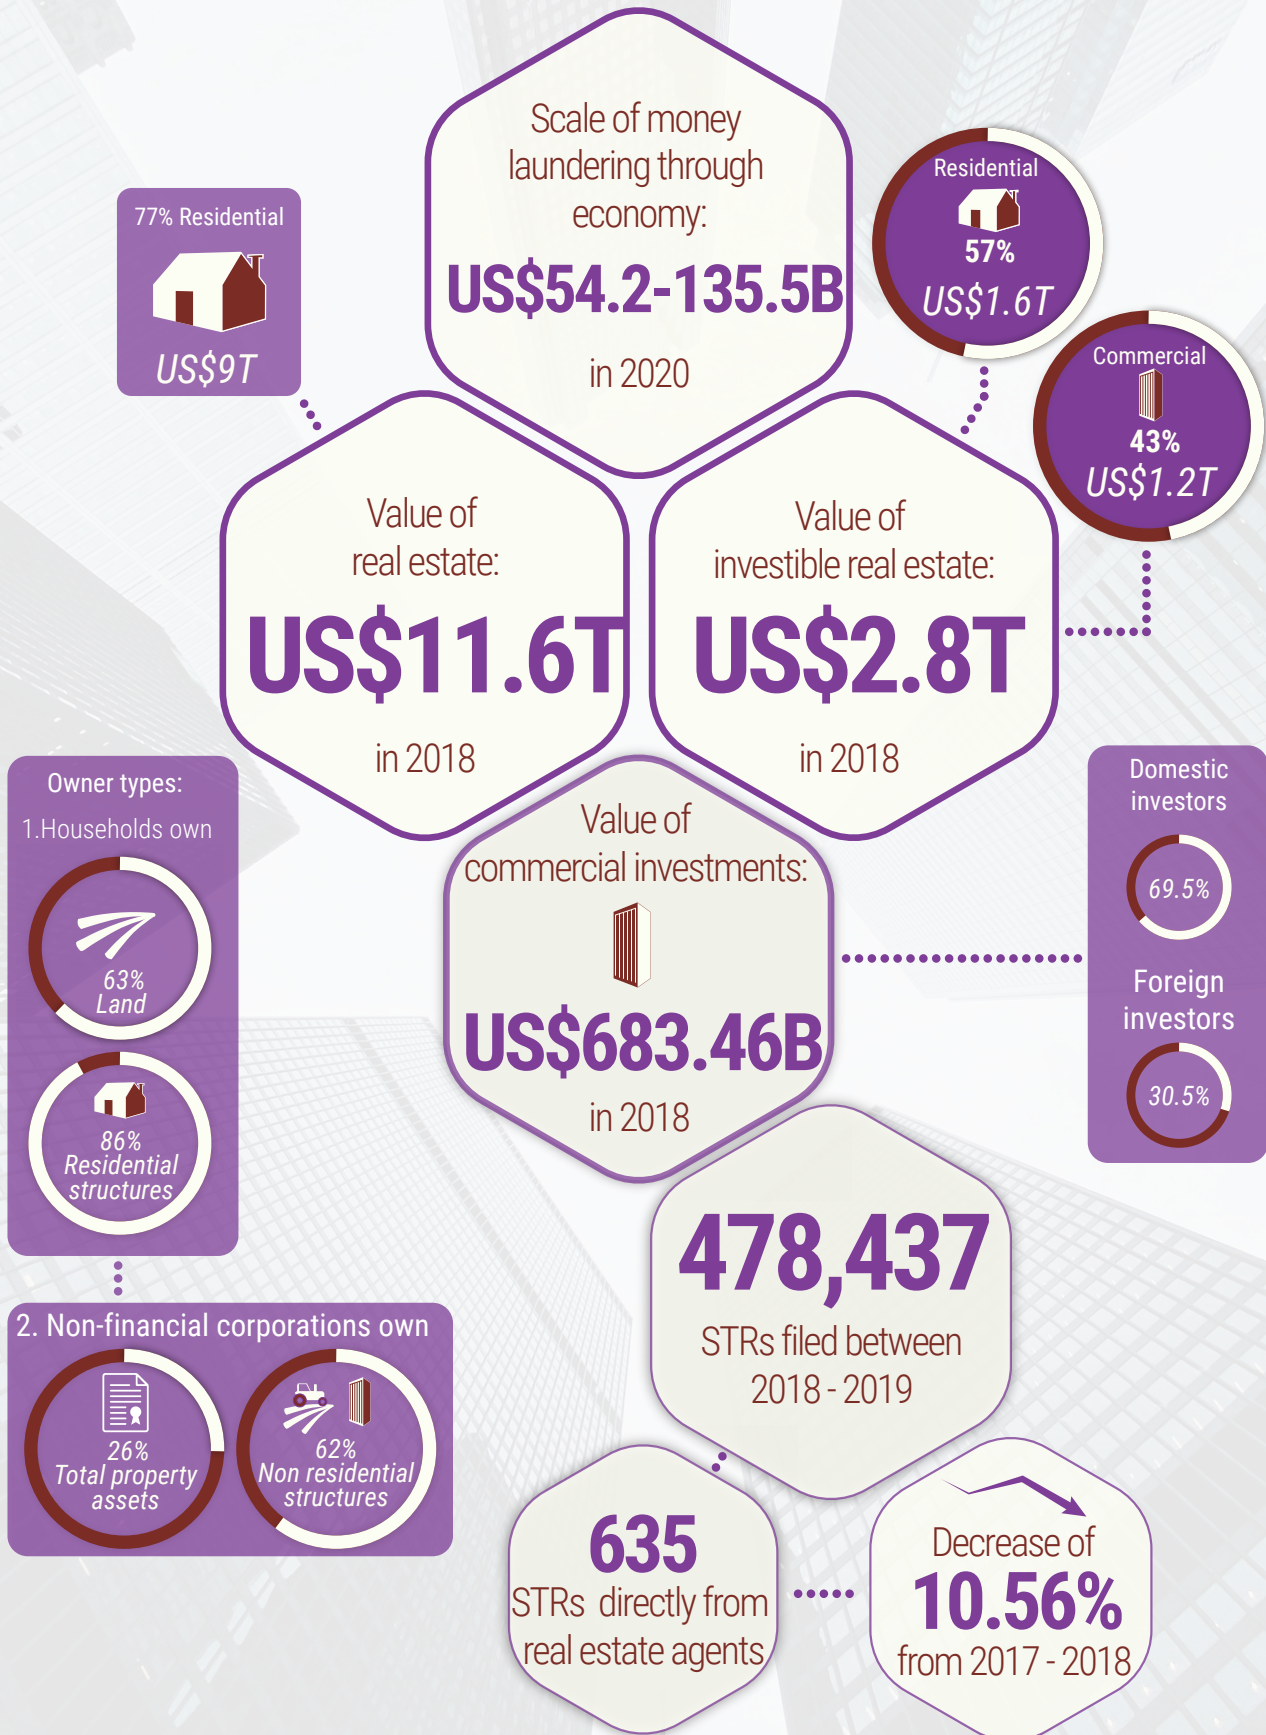 Scale of money
laundering through
economy:
US$54.2-135.5B
in 2020
Residential
57%
US$1.6T
Commercial
43%
US$1.2T
77% Residential
US$9T
Value of
real estate:
US$11.6T
in 2018
Value of
investible real estate:
US$2.8T
in 2018
Owner types:
1.Households own
63%
Land
86%
Residential
structures
2. Non-financial corporations own
26%
Total property
assets
62%
Non residential
structures
Value of
commercial investments:
US$683.46B
in 2018
Domestic
investors
69.5%
Foreign
investors
30.5%
478,437
STRs filed between
2018 - 2019
635
STRs directly from
real estate agents
Decrease of
10.56%
from 2017 - 2018